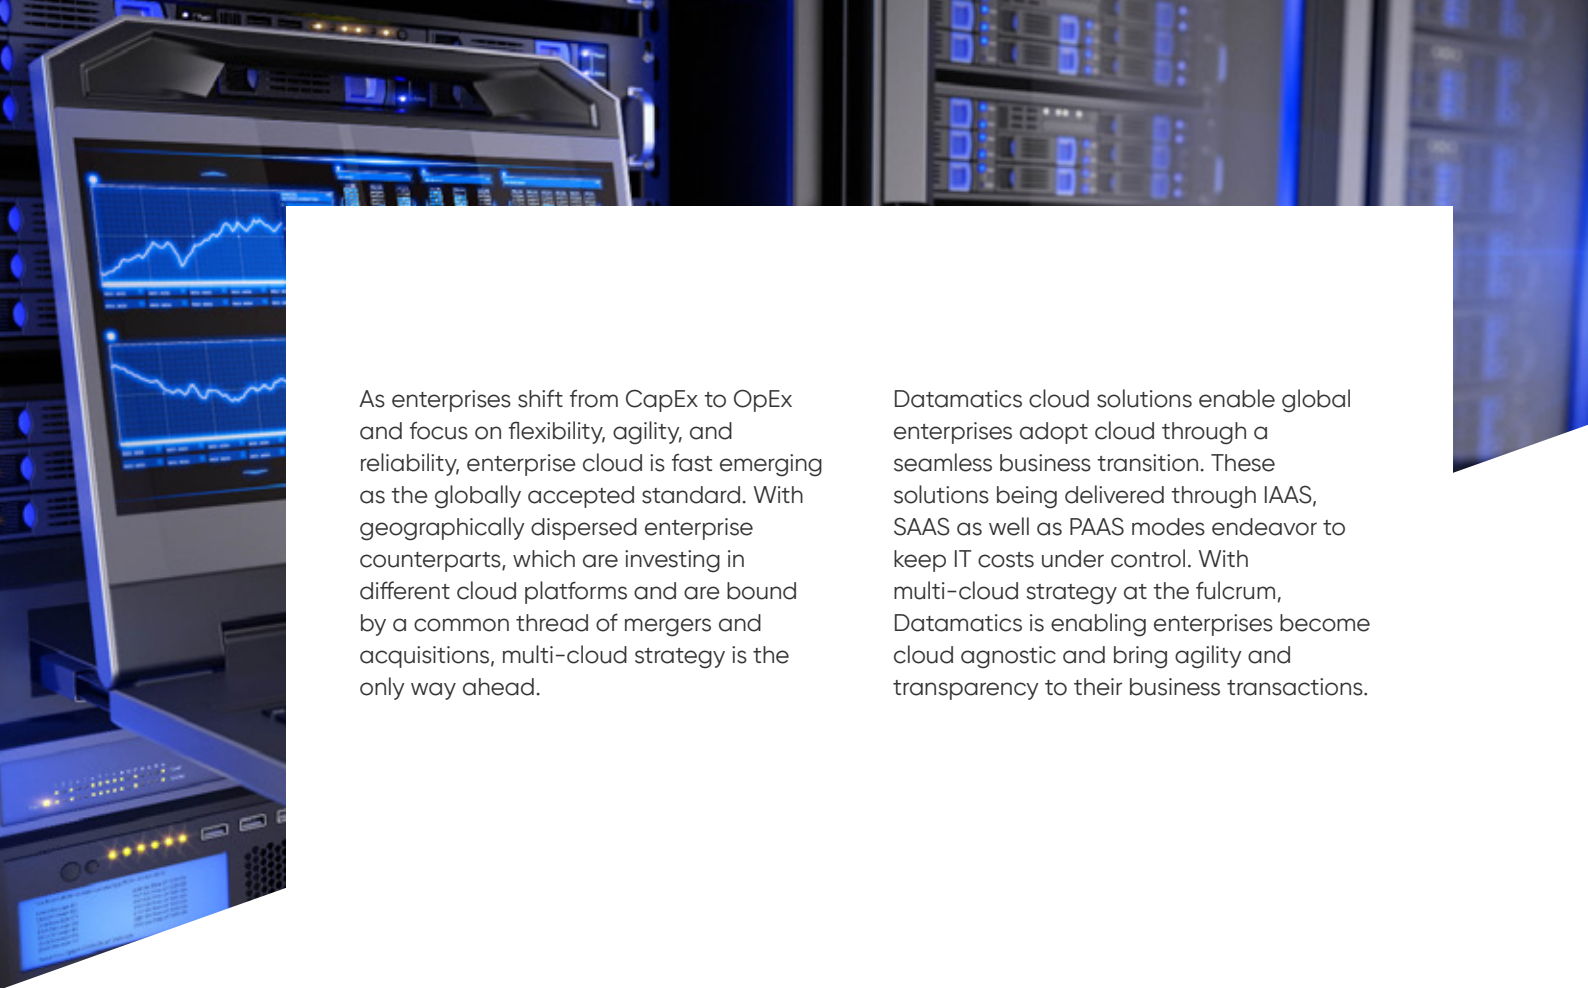 As enterprises shift from CapEx to OpEx
and focus on flexibility, agility, and
reliability, enterprise cloud is fast emerging
as the globally accepted standard. With
geographically dispersed enterprise
counterparts, which are investing in
different cloud platforms and are bound
by a common thread of mergers and
acquisitions, multi-cloud strategy is the
only way ahead.
Datamatics cloud solutions enable global
enterprises adopt cloud through a
seamless business transition. These
solutions being delivered through IAAS,
SAAS as well as PAAS modes endeavor to
keep IT costs under control. With
multi-cloud strategy at the fulcrum,
Datamatics is enabling enterprises become
cloud agnostic and bring agility and
transparency to their business transactions.